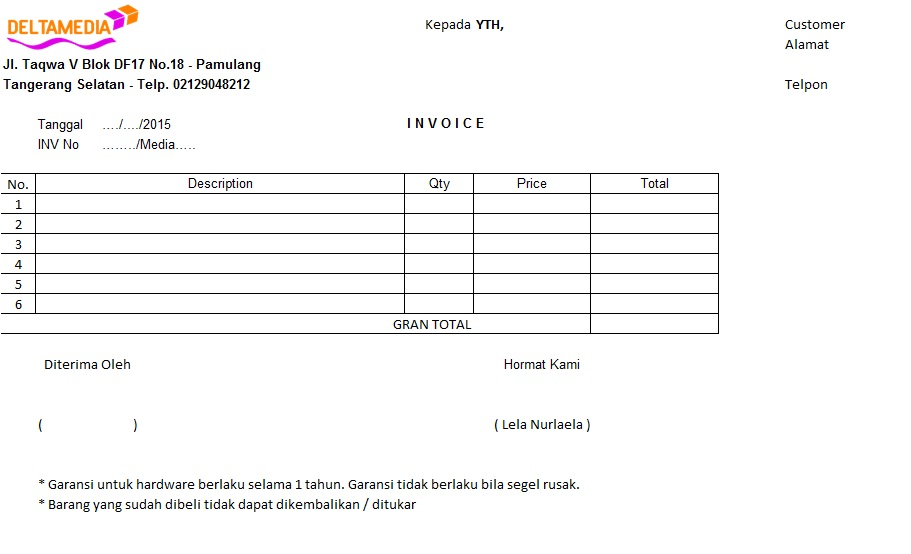 DELTAMEDIA
Kepada YTH,
Customer
Alamat
Jl. Taqwa V Blok DF17 No.18 - Pamulang
Tangerang Selatan - Telp. 02129048212
Telpon
Tanggal ..../..../2015
I N V O I C E
INV No ......../Media.....
No. Description Qty Price Total
1
2
3
4
5
6
GRAN TOTAL
Diterima Oleh Hormat Kami
( ) ( Lela Nurlaela )
* Garansi untuk hardware berlaku selama 1 tahun. Garansi tidak berlaku bila segel rusak.
* Barang yang sudah dibeli tidak dapat dikembalikan / ditukar